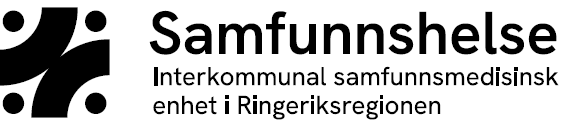 Samfunnshelse
Interkommunal samfunnsmedisinsk
enhet i Ringeriksregionen